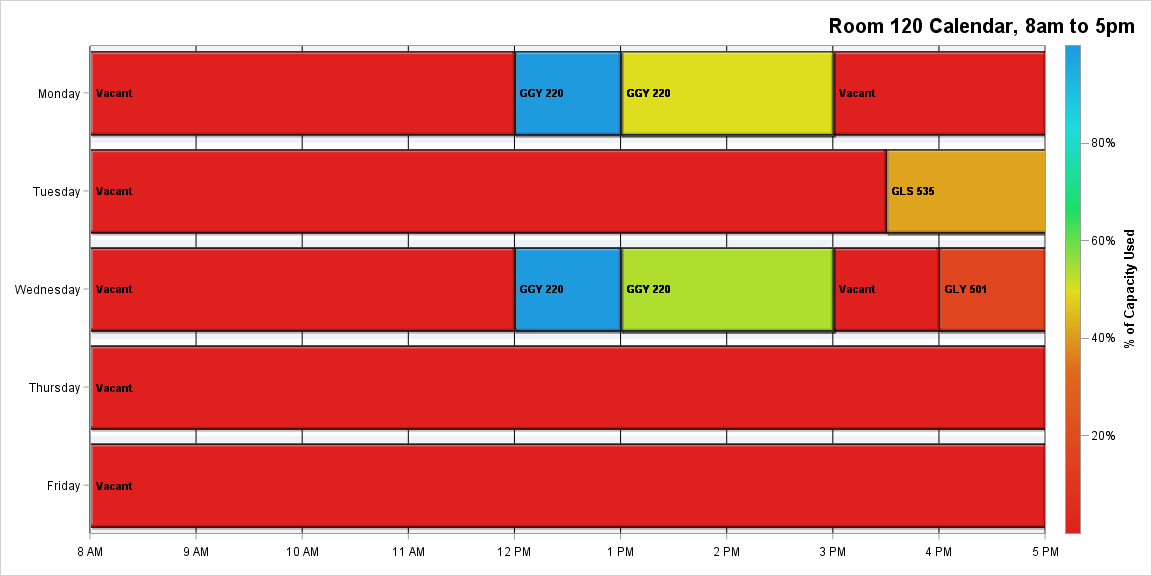 Room 120 Calendar, 8am to 5pm
Monday
Vacant
GGY 220
GGY 220
Vacant
Tuesday
Vacant
GLS 535
Wednesday
Vacant
GGY 220
GGY 220
Vacant
GLY 501
Thursday
Vacant
Friday
Vacant
8 AM
9 AM
10 AM
11 AM
12 PM
1 PM
2 PM
3 PM
4 PM
5 PM
80%
60%
40%
20%
% of Capacity Used